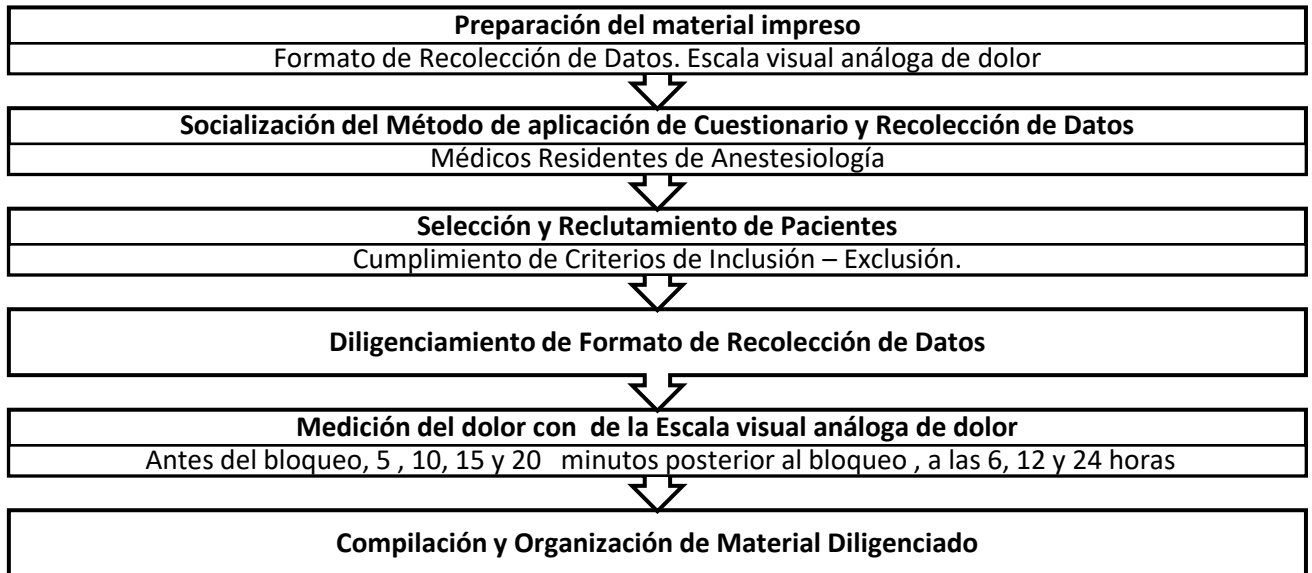 Preparación del material impreso
Formato de Recolección de Datos. Escala visual análoga de dolor
Socialización del Método de aplicación de Cuestionario y Recolección de Datos
Médicos Residentes de Anestesiología
Selección y Reclutamiento de Pacientes
Cumplimiento de Criterios de Inclusión – Exclusión.
Diligenciamiento de Formato de Recolección de Datos
Medición del dolor con de la Escala visual análoga de dolor
Antes del bloqueo, 5 , 10, 15 y 20 minutos posterior al bloqueo , a las 6, 12 y 24 horas
Compilación y Organización de Material Diligenciado